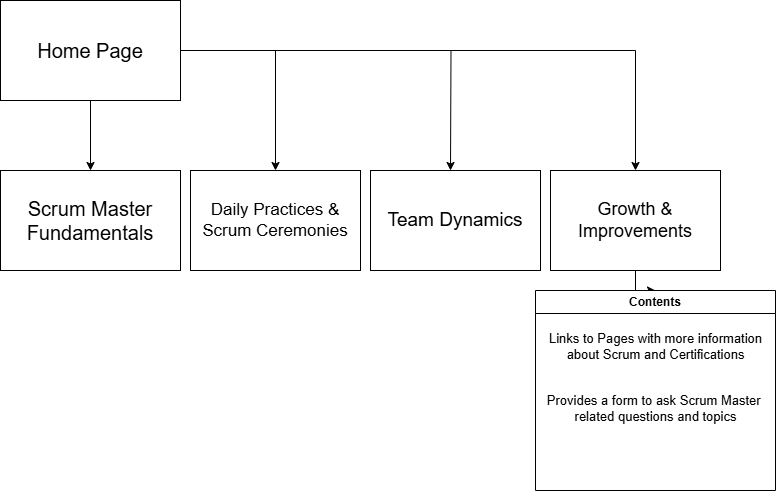 Home Page
Scrum Master
Fundamentals
Daily Practices &
Scrum Ceremonies
Team Dynamics
Growth &
Improvements
Contents
Links to Pages with more information
about Scrum and Certifications
Provides a form to ask Scrum Master
related questions and topics